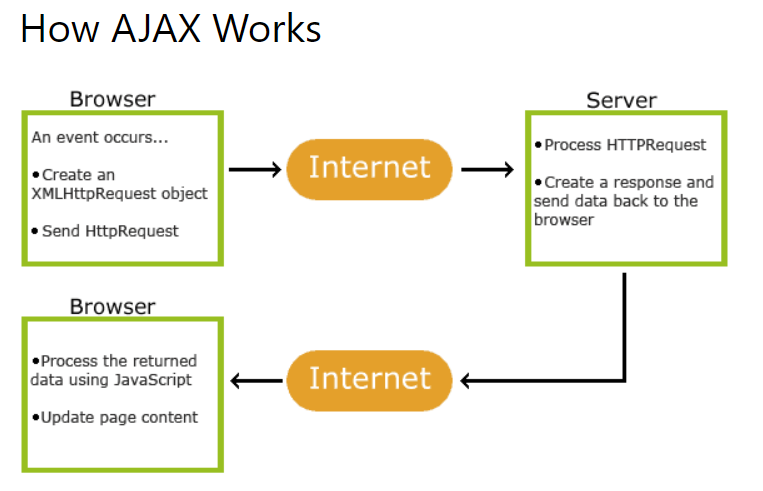 How AJAX Works
Browser
An event occurs...
•Create an
XMLHttpRequest object
• Send HttpRequest
Internet
Server
•Process HTTPRequest
•Create a response and
send data back to the
browser
Browser
•Process the returned
data using JavaScript
•Update page content
Internet